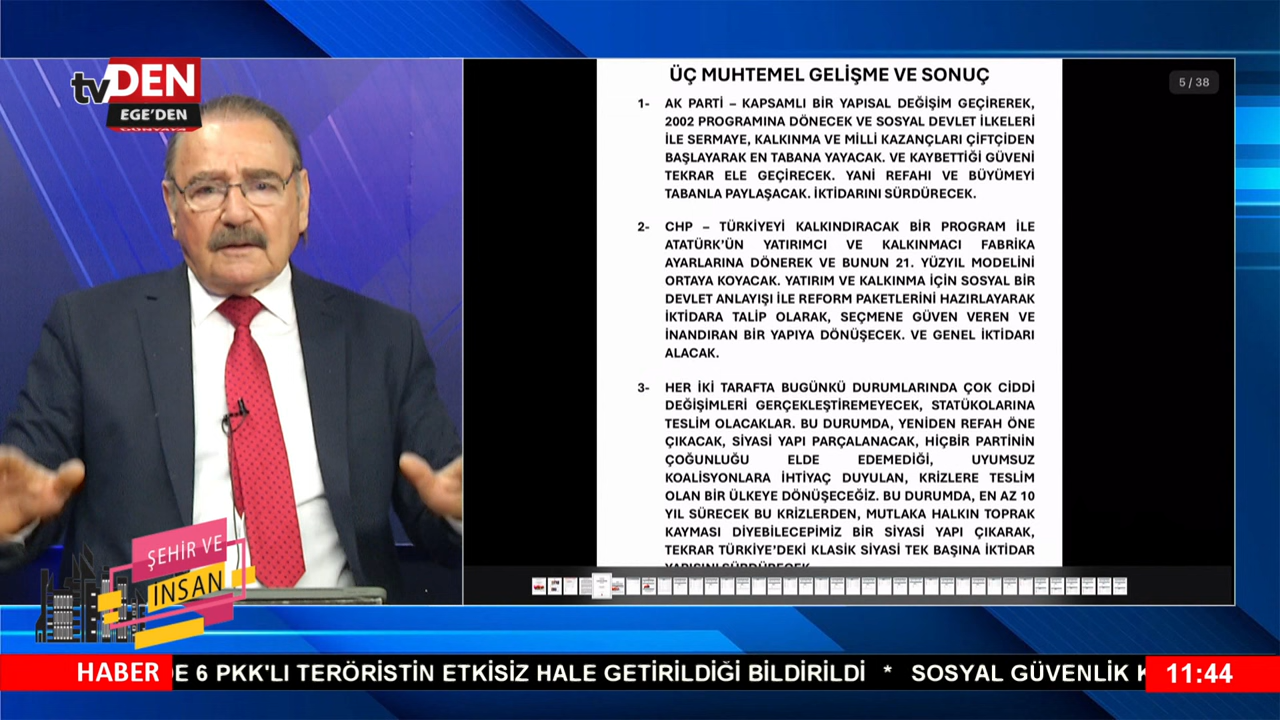 tvDEN
EGE'DEN
DÜNYAYA
ÜÇ MUHTEMEL GELİŞME VE SONUÇ
5 / 38
1- AK PARTİ – KAPSAMLI BİR YAPISAL DEĞİŞİM GEÇİREREK,
2002 PROGRAMINA DÖNECEK VE SOSYAL DEVLET İLKELERİ
İLE SERMAYE, KALKINMA VE MİLLİ KAZANÇLARI ÇİFTÇİDEN
BAŞLAYARAK EN TABANA YAYACAK. VE KAYBETTİĞİ GÜVENİ
TEKRAR ELE GEÇİRECEK. YANİ REFAHI VE BÜYÜMEYİ
TABANLA PAYLAŞACAK. İKTİDARINI SÜRDÜRECEK.
2- CHP – TÜRKİYEYİ KALKINDIRACAK BİR PROGRAM İLE
ATATÜRK'ÜN YATIRIMCI VE KALKINMACI FABRİKA
AYARLARINA DÖNEREK VE BUNUN 21. YÜZYIL MODELİNİ
ORTAYA KOYACAK. YATIRIM VE KALKINMA İÇİN SOSYAL BİR
DEVLET ANLAYIŞI İLE REFORM PAKETLERİNİ HAZIRLAYARAK
İKTİDARA TALİP OLARAK, SEÇMENE GÜVEN VEREN VE
İNANDIRAN BİR YAPIYA DÖNÜŞECEK. VE GENEL İKTİDARI
ALACAK.
3- HER İKİ TARAFTA BUGÜNKÜ DURUMLARINDA ÇOK CİDDİ
DEĞİŞİMLERİ GERÇEKLEŞTİREMEYECEK, STATÜKOLARINA
TESLİM OLACAKLAR. BU DURUMDA, YENİDEN REFAH ÖNE
ÇIKACAK, SİYASİ YAPI PARÇALANACAK, HİÇBİR PARTİNİN
ÇOĞUNLUĞU ELDE EDEMEDİĞİ, UYUMSUZ
KOALİSYONLARA İHTİYAÇ DUYULAN, KRİZLERE TESLİM
OLAN BİR ÜLKEYE DÖNÜŞECEĞİZ. BU DURUMDA, EN AZ 10
YIL SÜRECEK BU KRİZLERDEN, MUTLAKA HALKIN TOPRAK
KAYMASI DİYEBİLECEPİMİZ BİR SİYASİ YAPI ÇIKARAK,
TEKRAR TÜRKİYE'DEKİ KLASİK SİYASİ TEK BAŞINA İKTİDAR
YAPISINI SÜRDÜRECEK
ŞEHİR VE
İNSAN
HABER
DE 6 PKK'LI TERÖRİSTİN ETKİSİZ HALE GETİRİLDİĞİ BİLDİRİLDİ * SOSYAL GÜVENLİK K
11:44